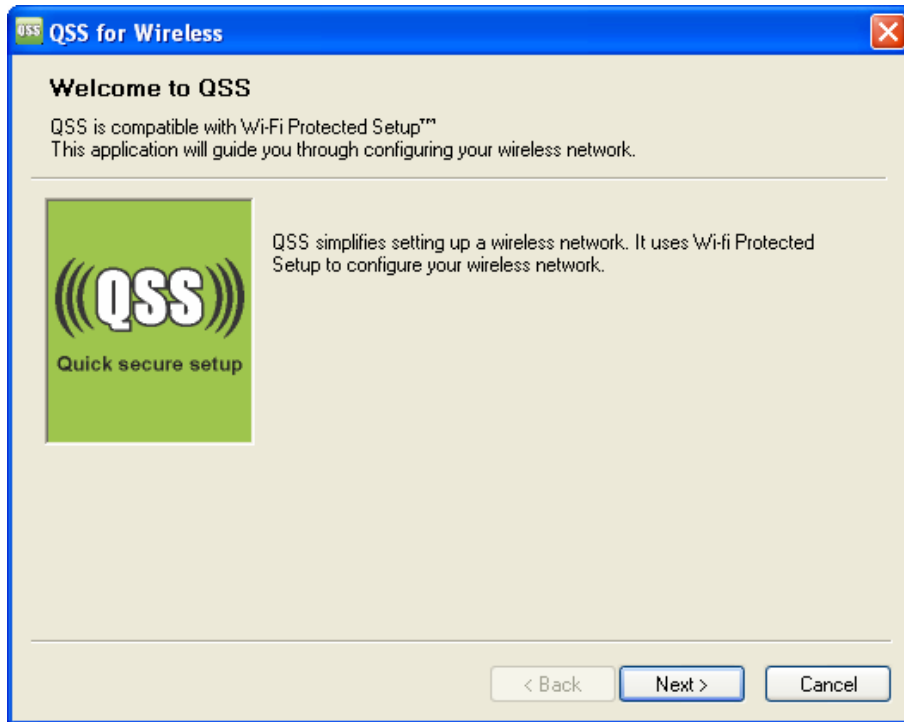 QSS QSS for Wireless
Welcome to QSS
QSS is compatible with Wi-Fi Protected Setup™
This application will guide you through configuring your wireless network.
(((QSS)))
Quick secure setup
QSS simplifies setting up a wireless network. It uses Wi-fi Protected
Setup to configure your wireless network.
< Back Next > Cancel